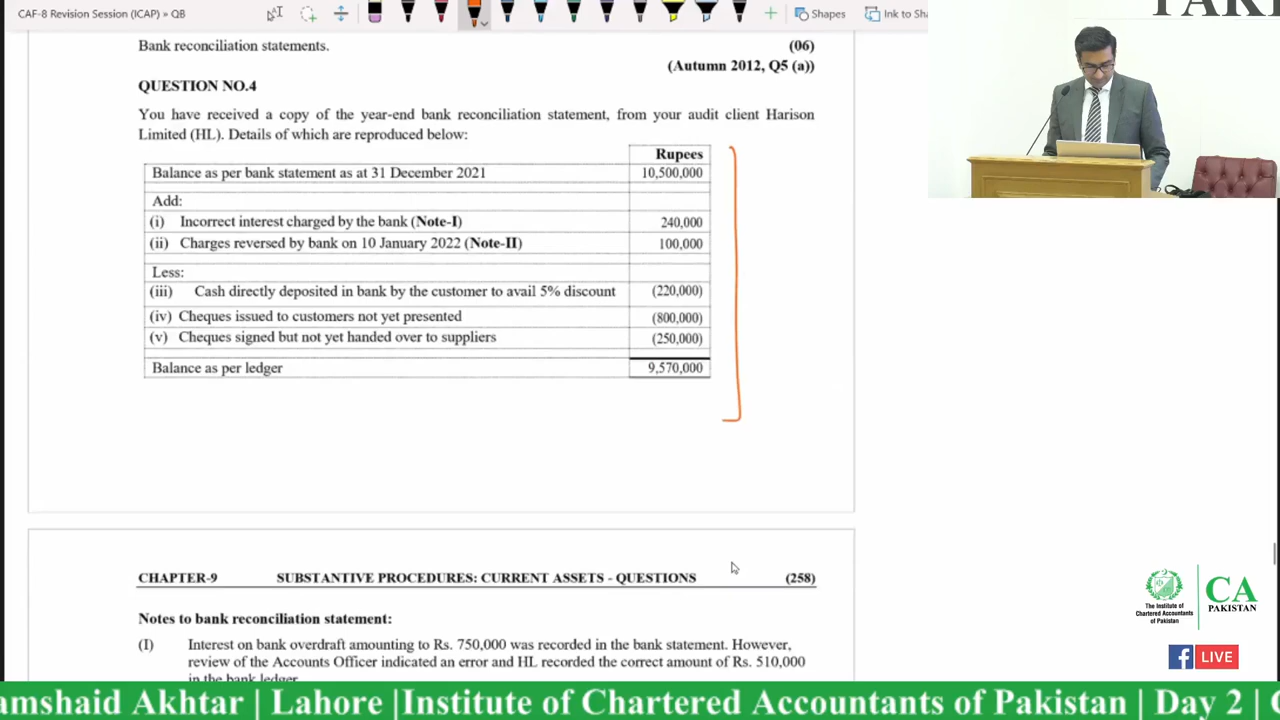 CAF-8 Revision Session (ICAP) » QB
Shapes
Ink to Sha
Bank reconciliation statements.
(06)
(Autumn 2012, Q5 (a))
QUESTION NO.4
You have received a copy of the year-end bank reconciliation statement, from your audit client Harison
Limited (HL). Details of which are reproduced below:
Rupees
Balance as per bank statement as at 31 December 2021 10,500,000
Add:
(i) Incorrect interest charged by the bank (Note-I) 240,000
(ii) Charges reversed by bank on 10 January 2022 (Note-II) 100,000
Less:
(iii) Cash directly deposited in bank by the customer to avail 5% discount (220,000)
(iv) Cheques issued to customers not yet presented (800,000)
(v) Cheques signed but not yet handed over to suppliers (250,000)
Balance as per ledger 9,570,000
CHAPTER-9 SUBSTANTIVE PROCEDURES: CURRENT ASSETS - QUESTIONS (258)
Notes to bank reconciliation statement:
(I) Interest on bank overdraft amounting to Rs. 750,000 was recorded in the bank statement. However,
review of the Accounts Officer indicated an error and HL recorded the correct amount of Rs. 510,000
in the bank ledger.
The Institute of
Chartered Accountants
of Pakistan
CA
PAKISTAN
f LIVE
amshaid Akhtar | Lahore |Institute of Chartered Accountants of Pakistan | Day 2 |